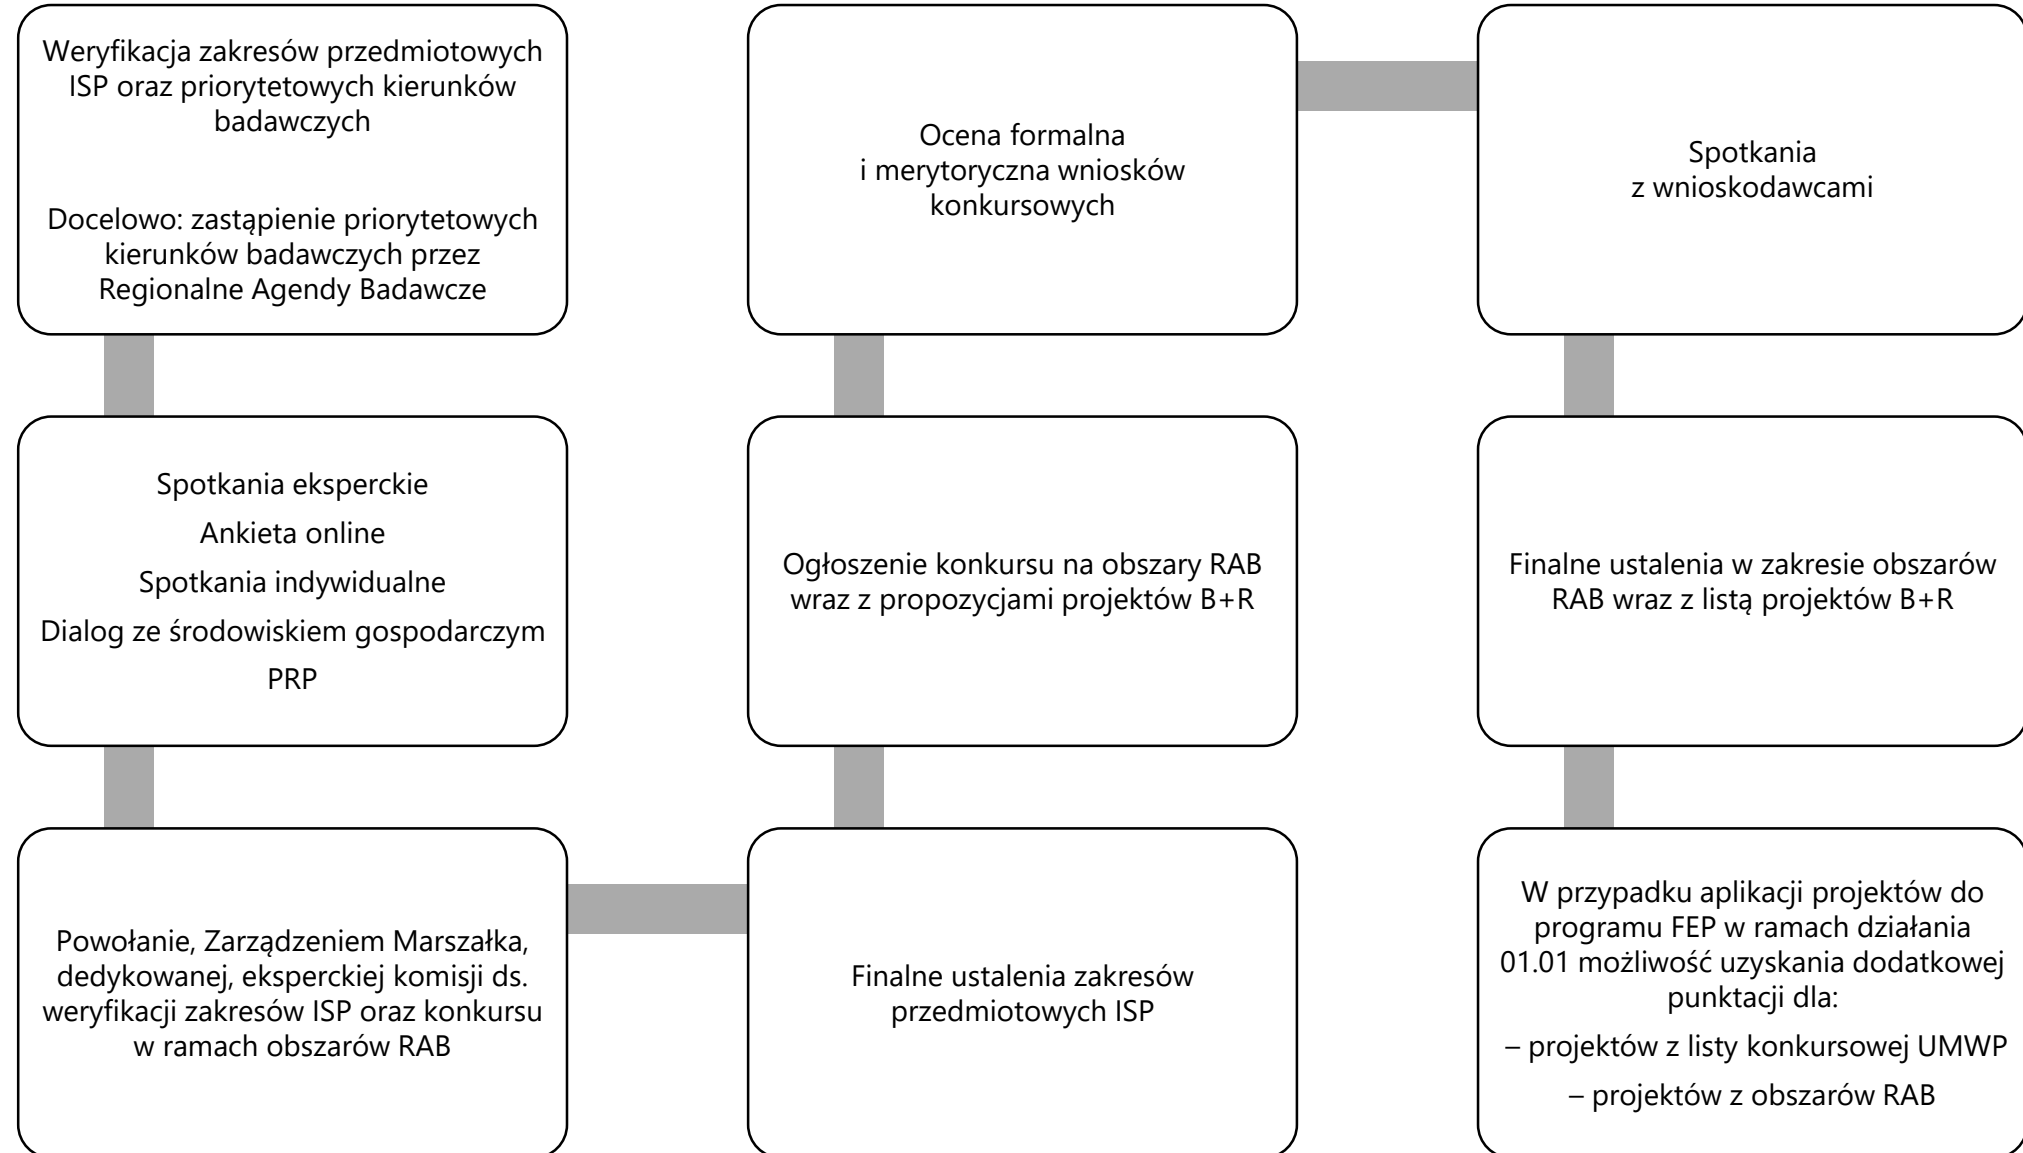 Weryfikacja zakresów przedmiotowych
ISP oraz priorytetowych kierunków
badawczych
Docelowo: zastąpienie priorytetowych
kierunków badawczych przez
Regionalne Agendy Badawcze
Spotkania eksperckie
Ankieta online
Spotkania indywidualne
Dialog ze środowiskiem gospodarczym
PRP
Powołanie, Zarządzeniem Marszałka,
dedykowanej, eksperckiej komisji ds.
weryfikacji zakresów ISP oraz konkursu
w ramach obszarów RAB
Finalne ustalenia zakresów
przedmiotowych ISP
Ogłoszenie konkursu na obszary RAB
wraz z propozycjami projektów B+R
Ocena formalna
i merytoryczna wniosków
konkursowych
Spotkania
z wnioskodawcami
Finalne ustalenia w zakresie obszarów
RAB wraz z listą projektów B+R
W przypadku aplikacji projektów do
programu FEP w ramach działania
01.01 możliwość uzyskania dodatkowej
punktacji dla:
– projektów z listy konkursowej UMWP
– projektów z obszarów RAB